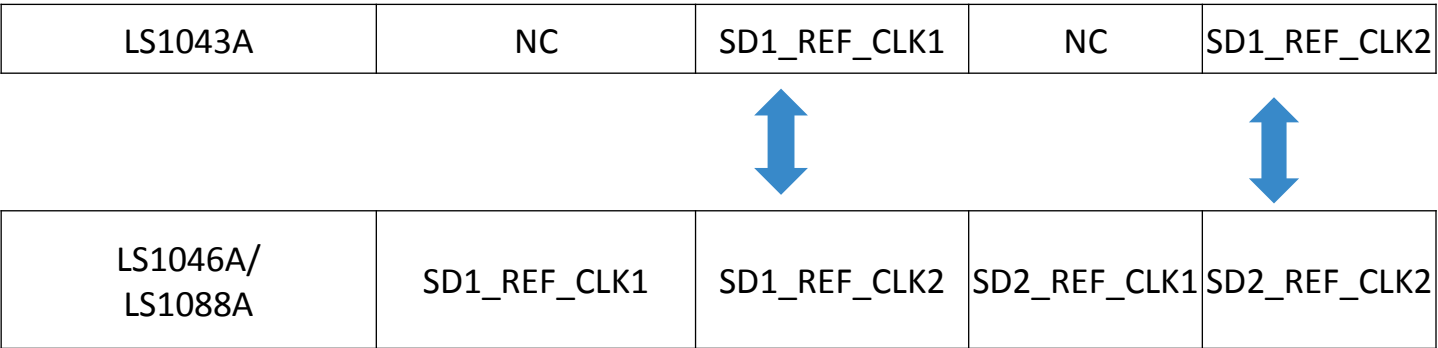 LS1043A NC SD1_REF_CLK1 NC SD1_REF_CLK2
LS1046A/
LS1088A
SD1_REF_CLK1 SD1_REF_CLK2 SD2_REF_CLK1 SD2_REF_CLK2